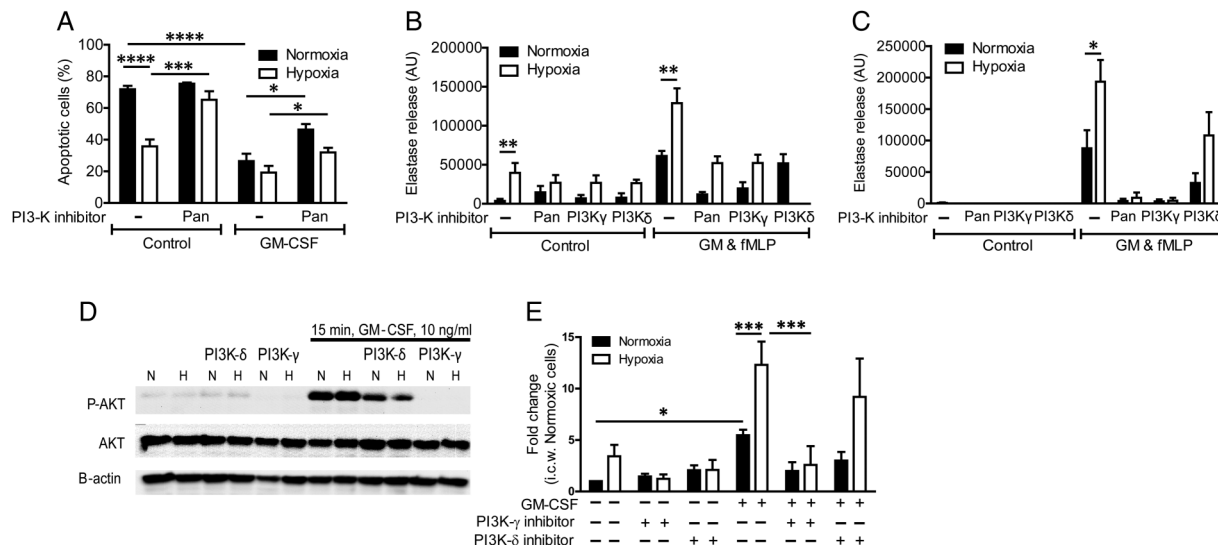 A
B
C
****
Normoxia
Hypoxia
****
***
*
*
Apoptotic cells (%)
100
80
60
40
20
0
PI3-K inhibitor
–
Pan
–
Pan
Control
GM-CSF
Normoxia
Hypoxia
**
**
Elastase release (AU)
200000
150000
100000
50000
0
PI3-K inhibitor
–
Pan
PI3Kγ
PI3Kδ
–
Pan
PI3Kγ
PI3Kδ
Control
GM & fMLP
Normoxia
Hypoxia
*
Elastase release (AU)
250000
200000
150000
100000
50000
0
PI3-K inhibitor
–
Pan
PI3Kγ
PI3Kδ
–
Pan
PI3Kγ
PI3Kδ
Control
GM & fMLP
D
15 min, GM-CSF, 10 ng/ml
PI3K-δ PI3K-γ PI3K-δ PI3K-γ
N H N H N H N H N H N H
P-AKT
AKT
B-actin
E
Normoxia
Hypoxia
***
***
*
Fold change
(i.c.w. Normoxic cells)
15
10
5
0
GM-CSF – – – – – – + + + + + +
PI3K-γ inhibitor – – + + – – – – + + – –
PI3K-δ inhibitor – – – – + + – – – – + +